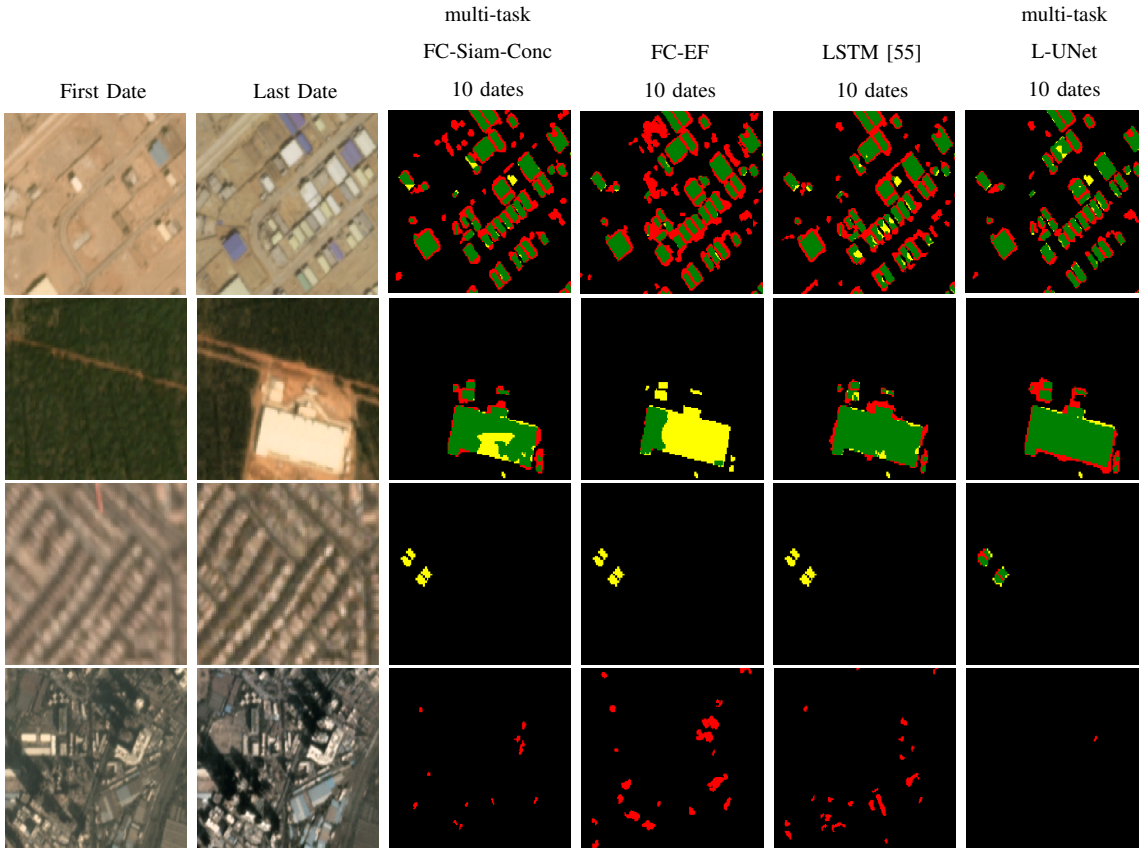 multi-task multi-task
FC-Siam-Conc FC-EF LSTM [55] L-UNet
First Date Last Date 10 dates 10 dates 10 dates 10 dates